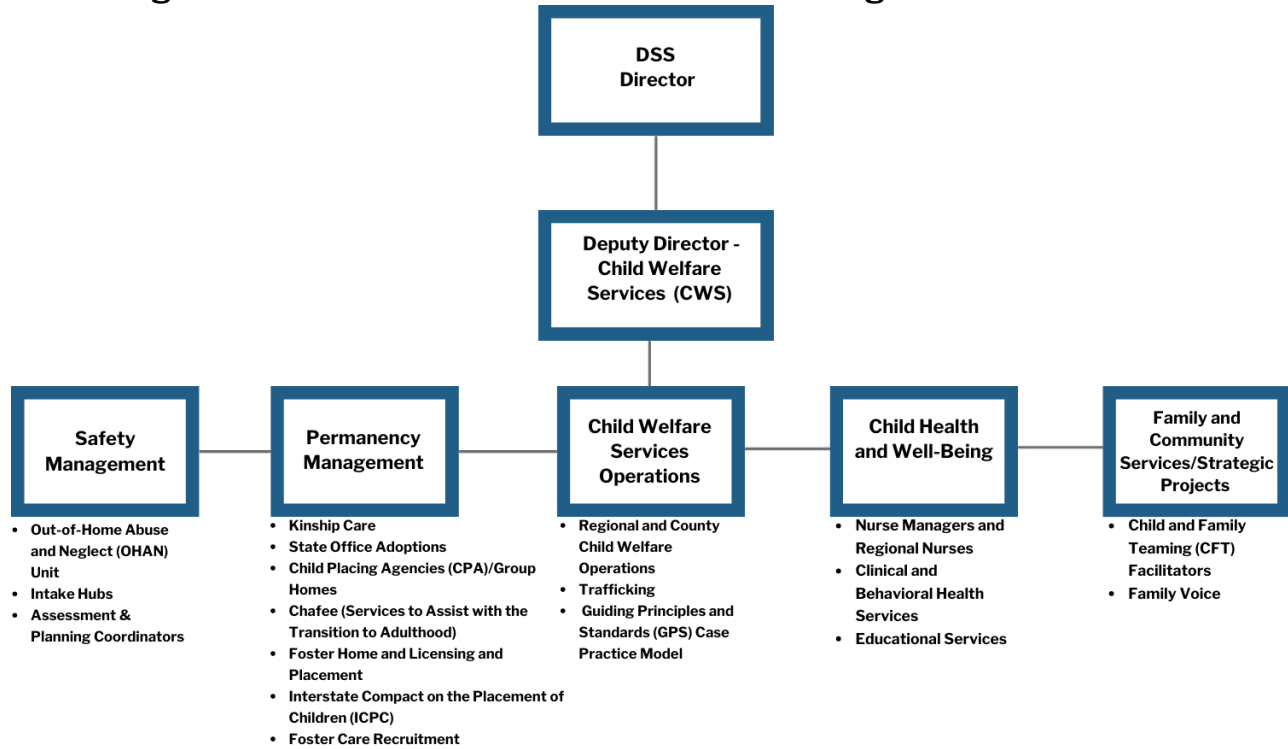 DSS
Director
Deputy Director -
Child Welfare
Services (CWS)
Safety
Management
• Out-of-Home Abuse
and Neglect (OHAN)
Unit
• Intake Hubs
• Assessment &
Planning Coordinators
Permanency
Management
• Kinship Care
• State Office Adoptions
• Child Placing Agencies (CPA)/Group
Homes
• Chafee (Services to Assist with the
Transition to Adulthood)
• Foster Home and Licensing and
Placement
• Interstate Compact on the Placement of
Children (ICPC)
• Foster Care Recruitment
Child Welfare
Services
Operations
• Regional and County
Child Welfare
Operations
• Trafficking
• Guiding Principles and
Standards (GPS) Case
Practice Model
Child Health
and Well-Being
• Nurse Managers and
Regional Nurses
• Clinical and
Behavioral Health
Services
• Educational Services
Family and
Community
Services/Strategic
Projects
• Child and Family
Teaming (CFT)
Facilitators
• Family Voice